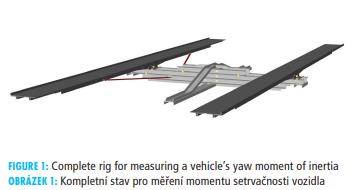 FIGURE 1: Complete rig for measuring a vehicle's yaw moment of inertia
OBRÁZEK 1: Kompletní stav pro měření momentu setrvačnosti vozidla